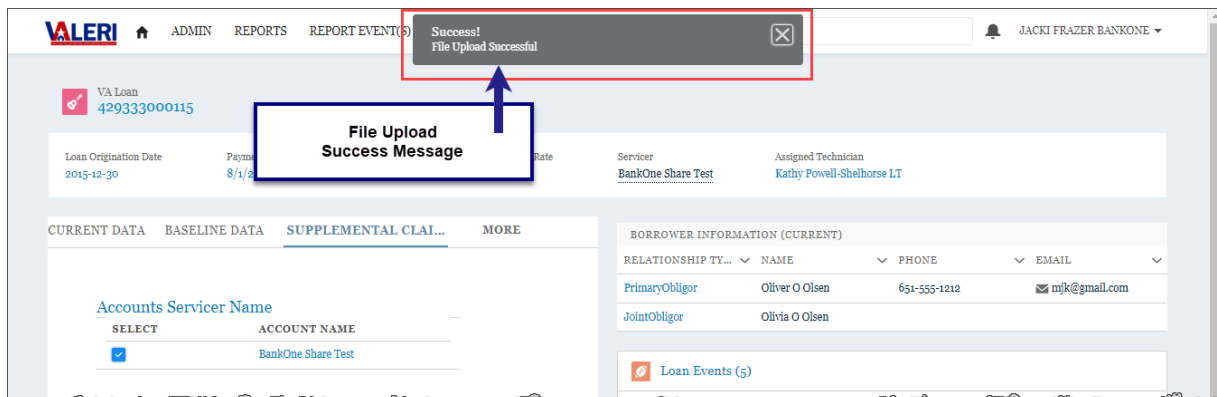 VALERI ADMIN REPORTS REPORT EVENT(S) JACKI FRAZER BANKONE
Success!
File Upload Successful
VA Loan
429333000115
File Upload
Success Message
Loan Origination Date Rate Servicer Assigned Technician
2015-12-30 8/1/2 BankOne Share Test Kathy Powell-Shelhorse LT
CURRENT DATA BASELINE DATA SUPPLEMENTAL CLAI... MORE
BORROWER INFORMATION (CURRENT)
RELATIONSHIP TY... NAME PHONE EMAIL
PrimaryObligor Oliver O Olsen 651-555-1212 mjk@gmail.com
JointObligor Olivia O Olsen
Accounts Servicer Name
SELECT ACCOUNT NAME
BankOne Share Test
Loan Events (5)